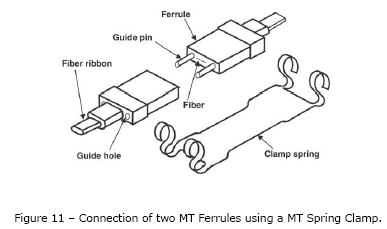 Ferrule
Guide pin
Fiber ribbon
Fiber
Guide hole
Clamp spring
Figure 11 – Connection of two MT Ferrules using a MT Spring Clamp.